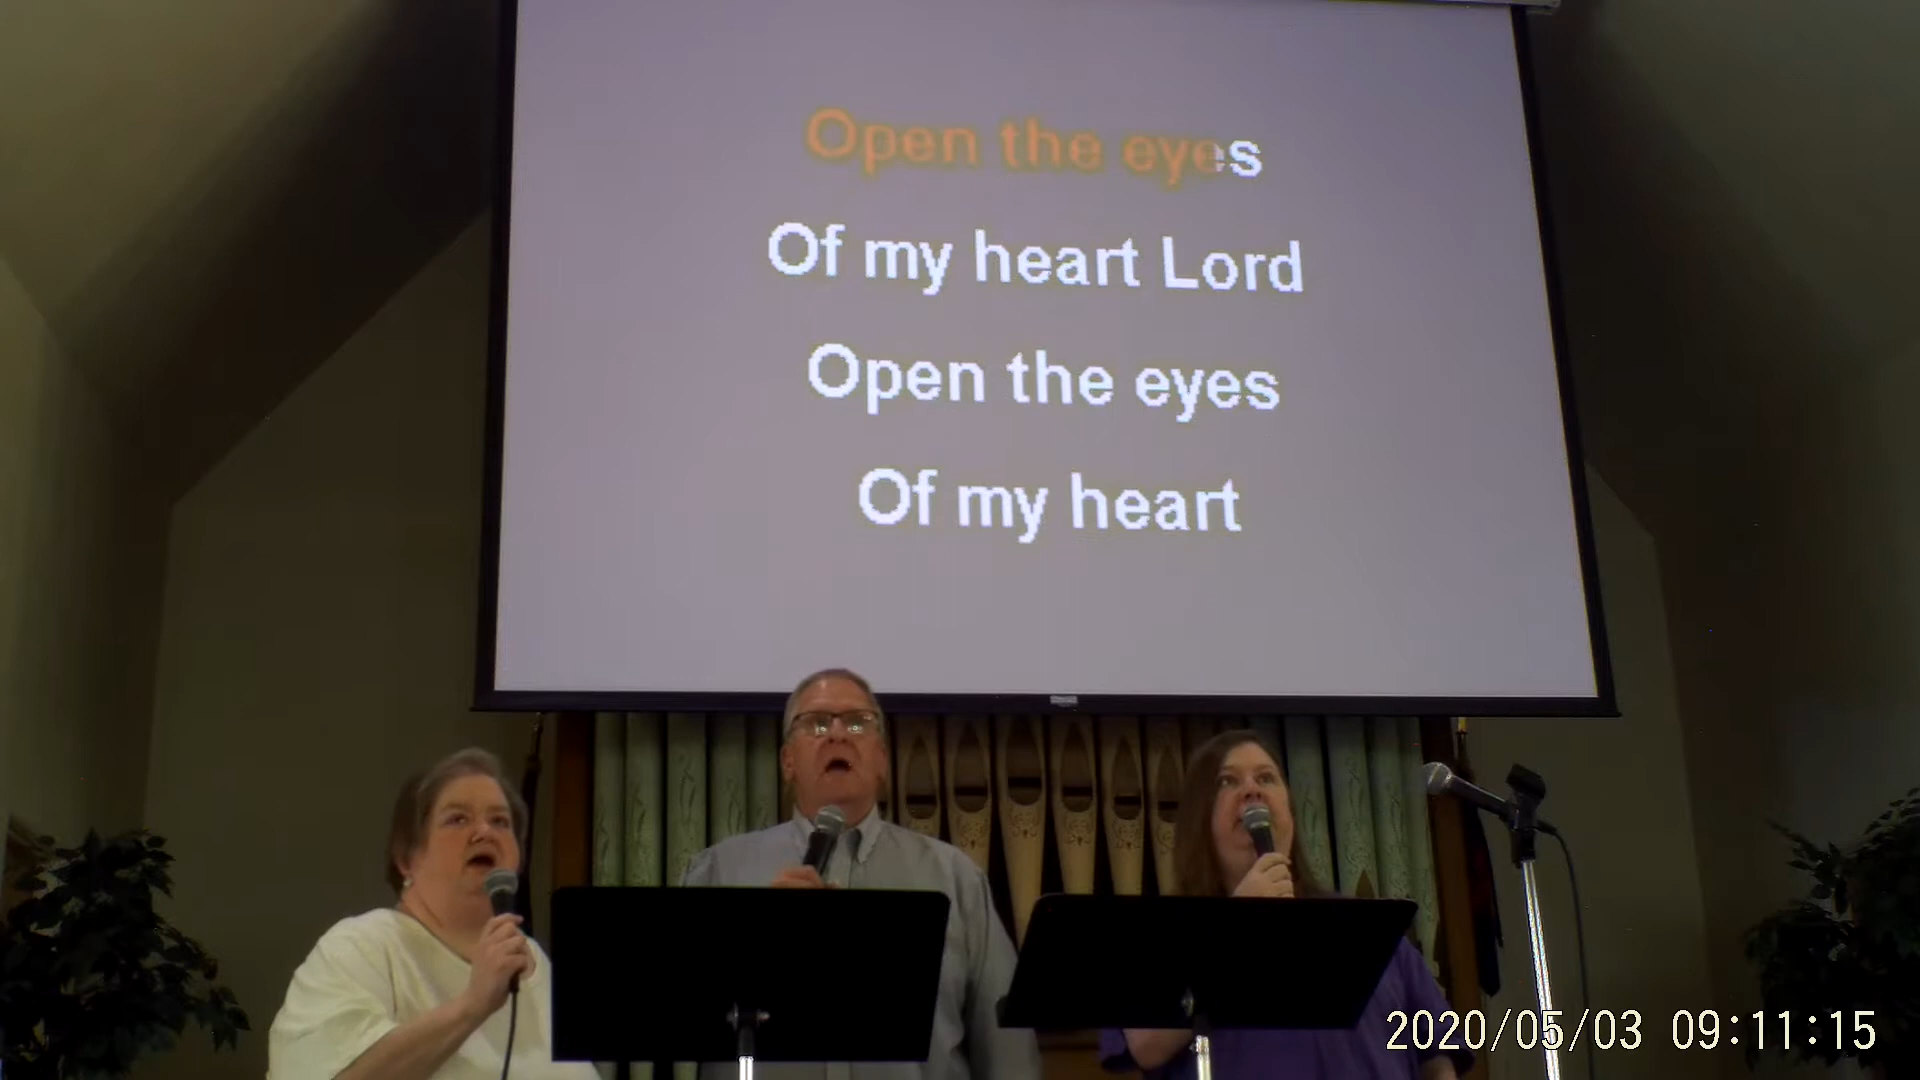 Open the eyes
Of my heart Lord
Open the eyes
Of my heart
2020/05/03 09:11:15